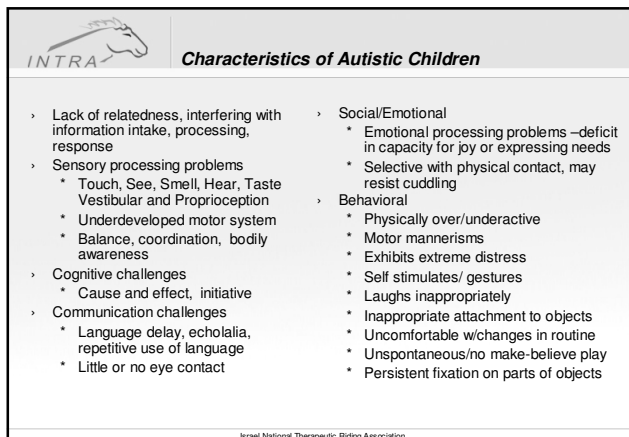 INTRA
Characteristics of Autistic Children
› Lack of relatedness, interfering with
information intake, processing,
response
› Sensory processing problems
* Touch, See, Smell, Hear, Taste
Vestibular and Proprioception
* Underdeveloped motor system
* Balance, coordination, bodily
awareness
› Cognitive challenges
* Cause and effect, initiative
› Communication challenges
* Language delay, echolalia,
repetitive use of language
* Little or no eye contact
› Social/Emotional
* Emotional processing problems –deficit
in capacity for joy or expressing needs
* Selective with physical contact, may
resist cuddling
› Behavioral
* Physically over/underactive
* Motor mannerisms
* Exhibits extreme distress
* Self stimulates/ gestures
* Laughs inappropriately
* Inappropriate attachment to objects
* Uncomfortable w/changes in routine
* Unspontaneous/no make-believe play
* Persistent fixation on parts of objects
Israel National Therapeutic Riding Association